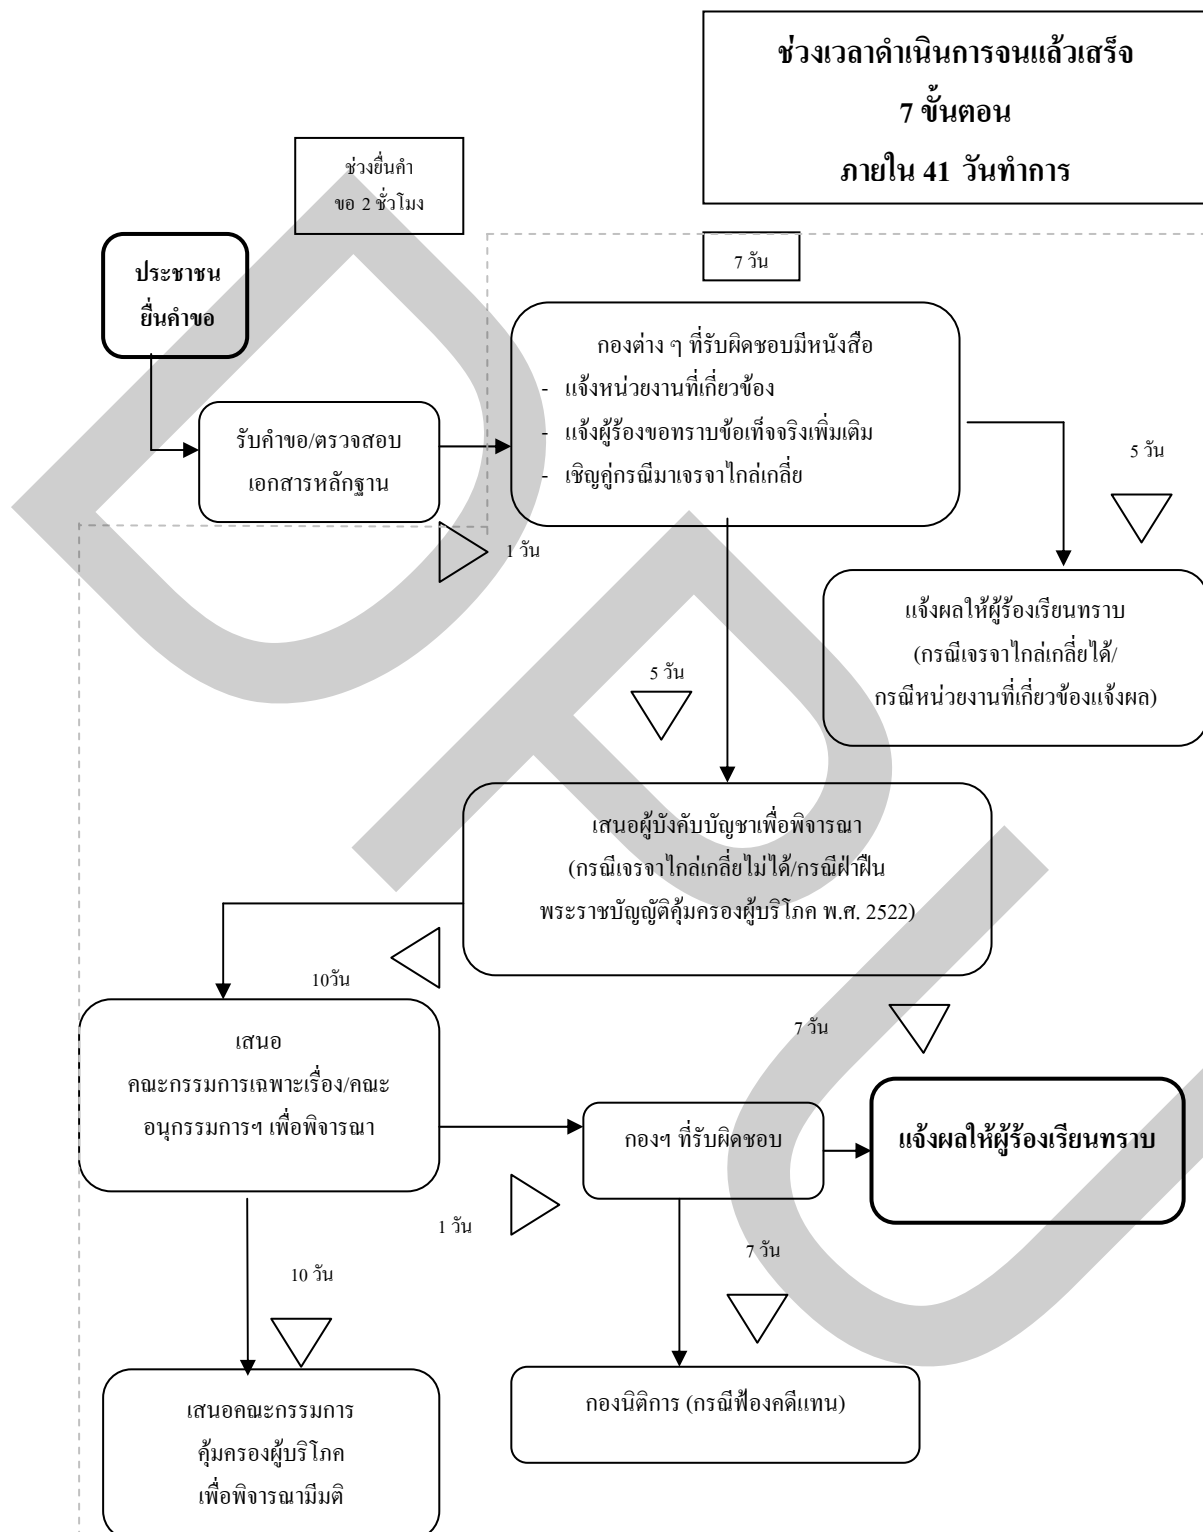 ช่วงเวลาดำเนินการจนแล้วเสร็จ
7 ขั้นตอน
ภายใน 41 วันทำการ
ช่วงยื่นคำ
ขอ 2 ชั่วโมง
7 วัน
ประชาชน
ยื่นคำขอ
กองต่าง ๆ ที่รับผิดชอบมีหนังสือ
- แจ้งหน่วยงานที่เกี่ยวข้อง
- แจ้งผู้ร้องขอทราบข้อเท็จจริงเพิ่มเติม
- เชิญคู่กรณีมาเจรจาไกล่เกลี่ย
รับคำขอ/ตรวจสอบ
เอกสารหลักฐาน
5 วัน
1 วัน
แจ้งผลให้ผู้ร้องเรียนทราบ
(กรณีเจรจาไกล่เกลี่ยได้/
กรณีหน่วยงานที่เกี่ยวข้องแจ้งผล)
5 วัน
เสนอผู้บังคับบัญชาเพื่อพิจารณา
(กรณีเจรจาไกล่เกลี่ยไม่ได้/กรณีฝ่าฝืน
พระราชบัญญัติคุ้มครองผู้บริโภค พ.ศ. 2522)
10วัน
7 วัน
เสนอ
คณะกรรมการเฉพาะเรื่อง/คณะ
อนุกรรมการฯ เพื่อพิจารณา
กองฯ ที่รับผิดชอบ
แจ้งผลให้ผู้ร้องเรียนทราบ
1 วัน
7 วัน
10 วัน
เสนอคณะกรรมการ
คุ้มครองผู้บริโภค
เพื่อพิจารณามีมติ
กองนิติการ (กรณีฟ้องคดีแทน)
DPU